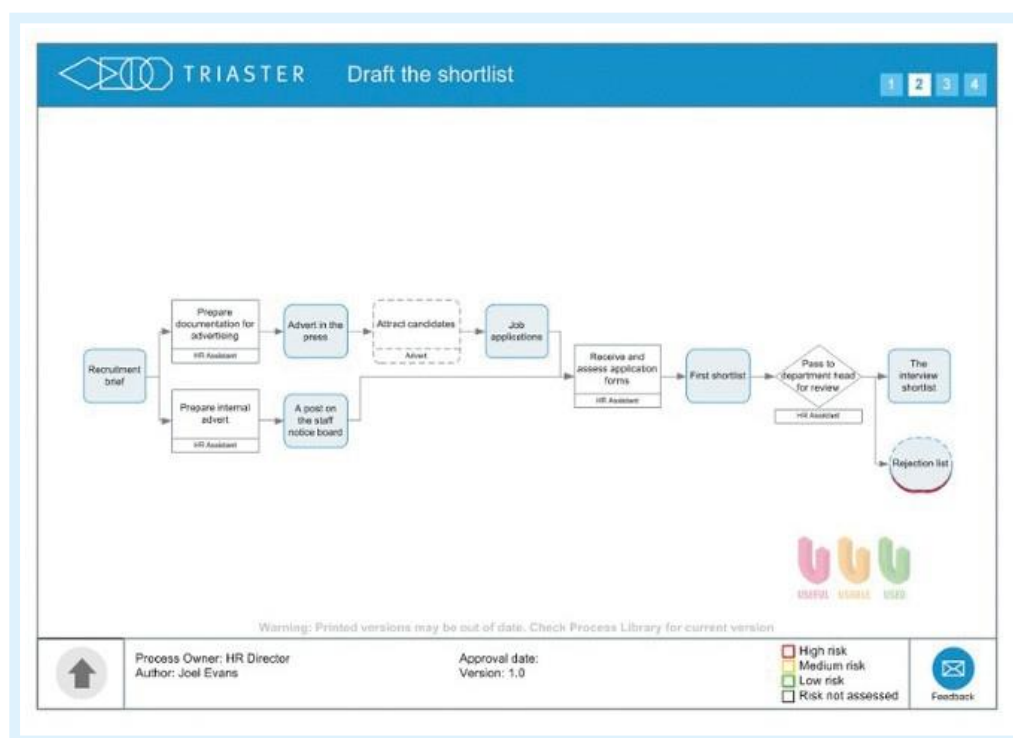 TRIASTER
Draft the shortlist
1 2 3 4
Recruitment
brief
Prepare
documentation for
advertising
HR Assistant
Advert in the
press
Attract candidates
Advert
Job
applications
Prepare internal
advert
HR Assistant
A post on
the staff
notice board
Receive and
assess application
forms
HR Assistant
First shortlist
Pass to
department head
for review
HR Assistant
The
interview
shortlist
Rejection list
USEFUL USABLE USED
Warning: Printed versions may be out of date. Check Process Library for current version
Process Owner: HR Director
Author: Joel Evans
Approval date:
Version: 1.0
High risk
Medium risk
Low risk
Risk not assessed
Feedback